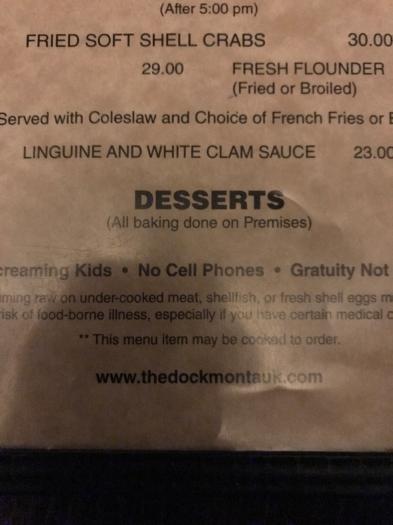 (After 5:00 pm)
FRIED SOFT SHELL CRABS 30.00
29.00 FRESH FLOUNDER
(Fried or Broiled)
Served with Coleslaw and Choice of French Fries or
LINGUINE AND WHITE CLAM SAUCE 23.00
DESSERTS
(All baking done on Premises)
creaming Kids • No Cell Phones • Gratuity Not
ming raw on under-cooked meat, shellfish, or fresh shell eggs m
risk of food-borne illness, especially if you have certain medical c
** This menu item may be cooked to order.
www.thedockmontauk.com